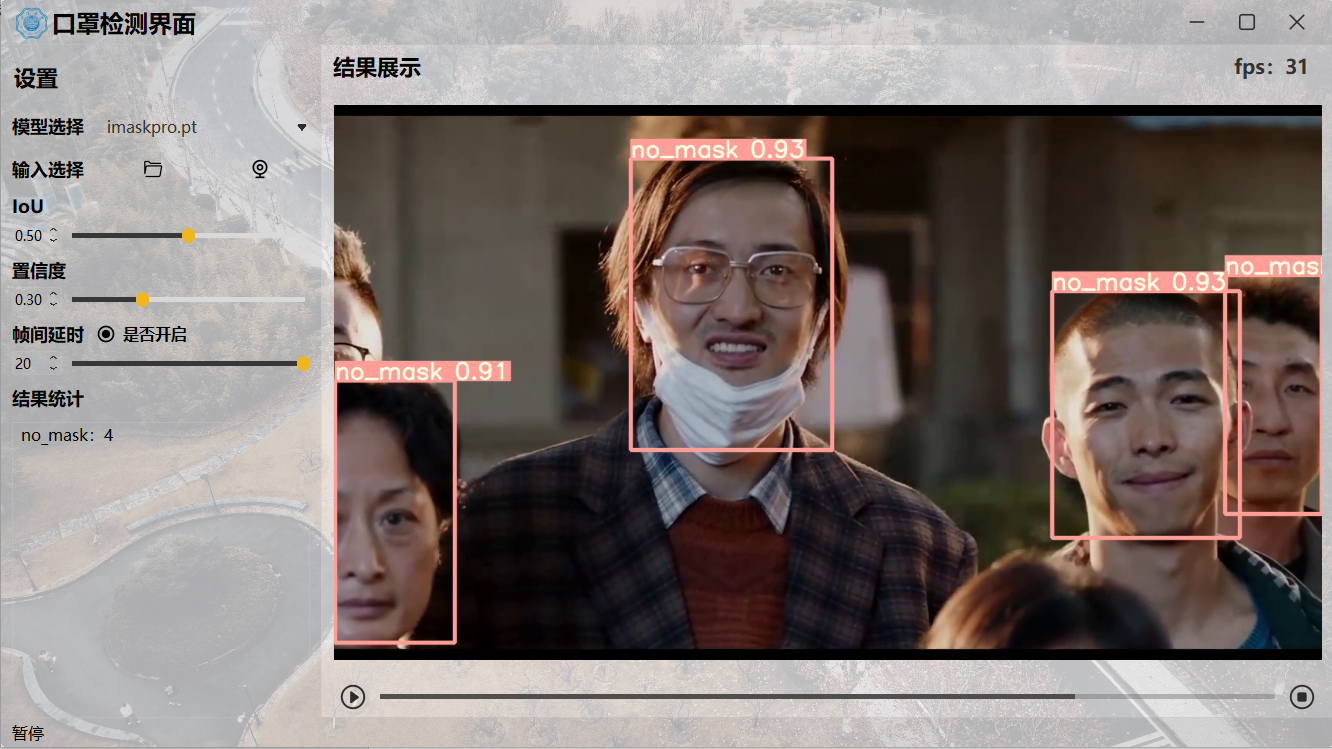 口罩检测界面
设置
模型选择 imaskpro.pt
输入选择
IoU
0.50
置信度
0.30
帧间延时 是否开启
20
结果统计
no_mask：4
暂停
结果展示
fps：31
no_mask 0.93
no_mask 0.93
no_mas
no_mask 0.91